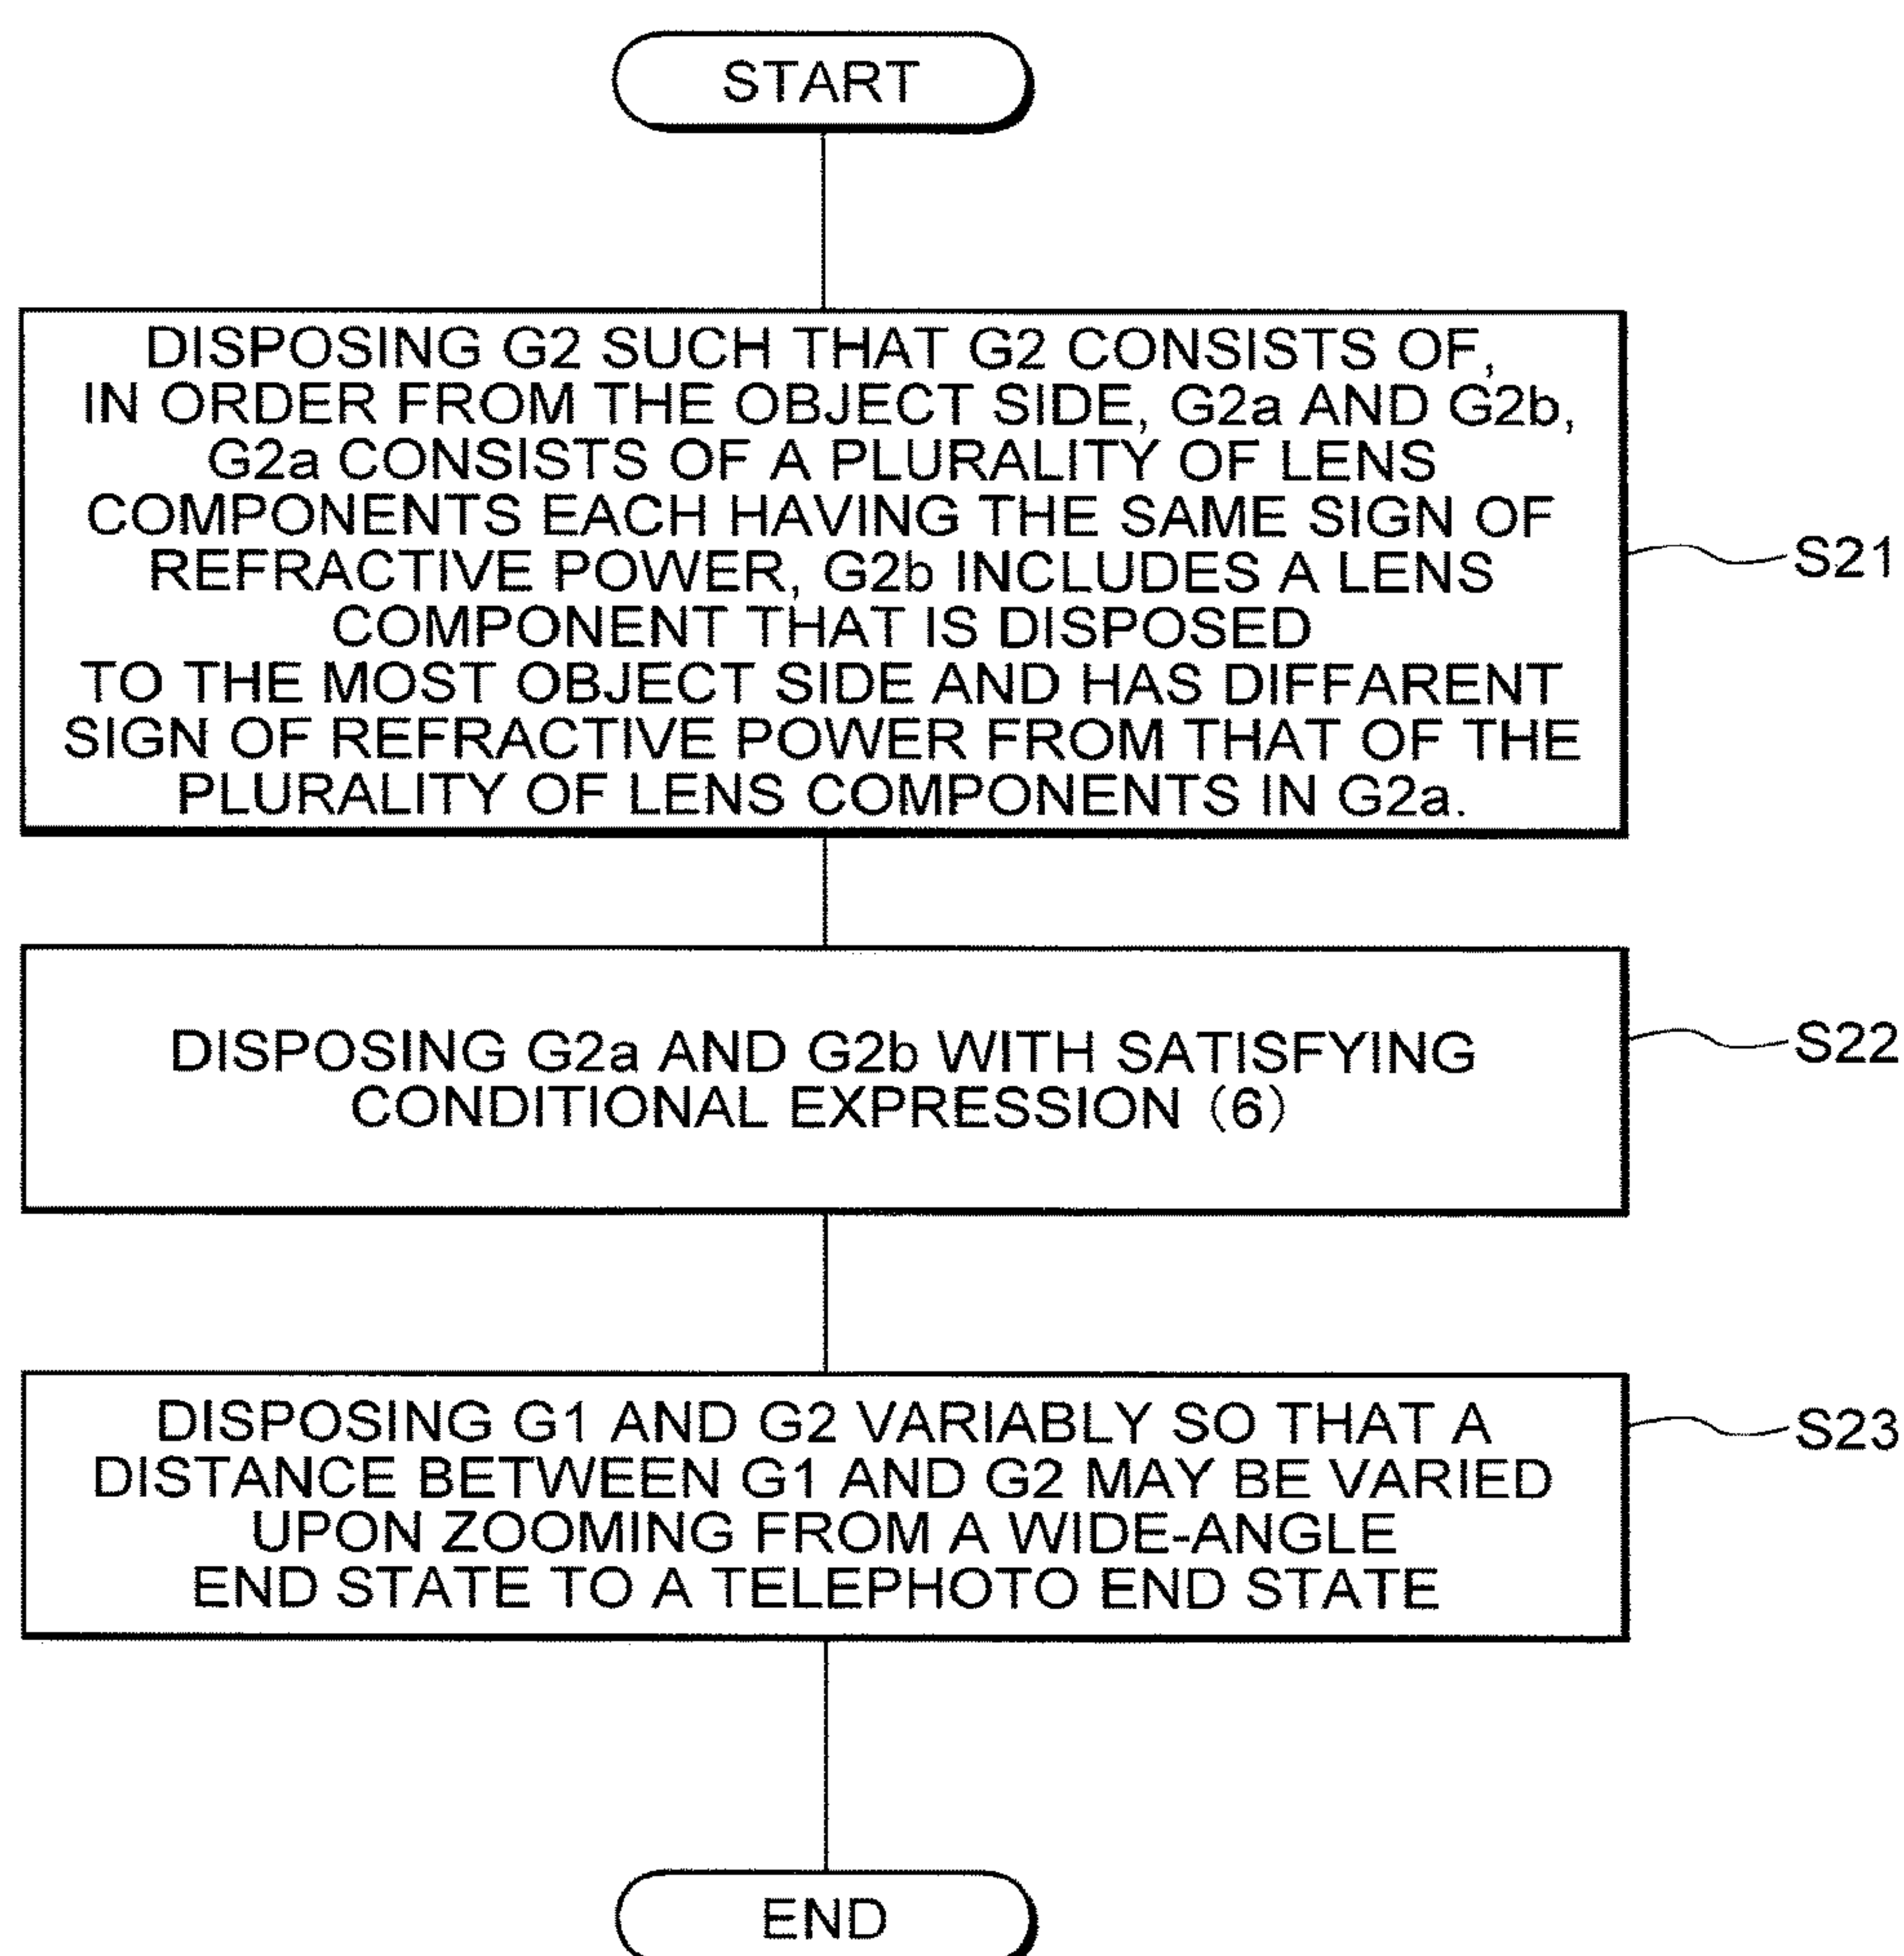 START
DISPOSING G2 SUCH THAT G2 CONSISTS OF,
IN ORDER FROM THE OBJECT SIDE, G2a AND G2b,
G2a CONSISTS OF A PLURALITY OF LENS
COMPONENTS EACH HAVING THE SAME SIGN OF
REFRACTIVE POWER, G2b INCLUDES A LENS
COMPONENT THAT IS DISPOSED
TO THE MOST OBJECT SIDE AND HAS DIFFARENT
SIGN OF REFRACTIVE POWER FROM THAT OF THE
PLURALITY OF LENS COMPONENTS IN G2a.
S21
DISPOSING G2a AND G2b WITH SATISFYING
CONDITIONAL EXPRESSION (6)
S22
DISPOSING G1 AND G2 VARIABLY SO THAT A
DISTANCE BETWEEN G1 AND G2 MAY BE VARIED
UPON ZOOMING FROM A WIDE-ANGLE
END STATE TO A TELEPHOTO END STATE
S23
END